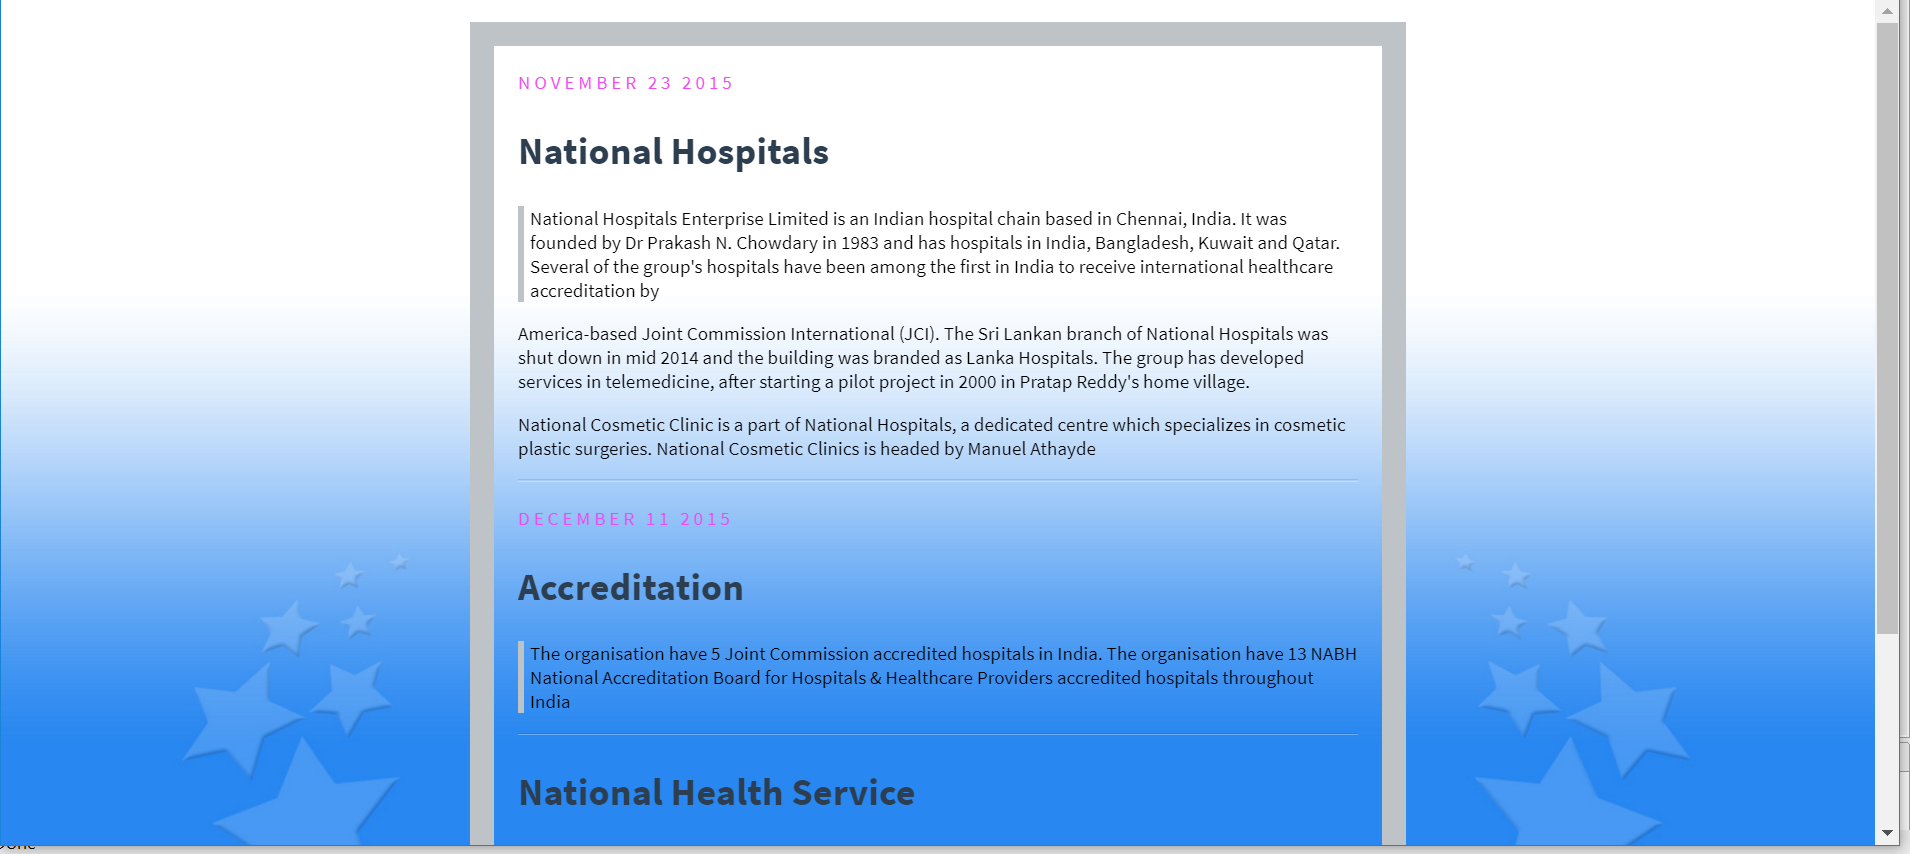 NOVEMBER 23 2015
National Hospitals
National Hospitals Enterprise Limited is an Indian hospital chain based in Chennai, India. It was
founded by Dr Prakash N. Chowdary in 1983 and has hospitals in India, Bangladesh, Kuwait and Qatar.
Several of the group's hospitals have been among the first in India to receive international healthcare
accreditation by
America-based Joint Commission International (JCI). The Sri Lankan branch of National Hospitals was
shut down in mid 2014 and the building was branded as Lanka Hospitals. The group has developed
services in telemedicine, after starting a pilot project in 2000 in Pratap Reddy's home village.
National Cosmetic Clinic is a part of National Hospitals, a dedicated centre which specializes in cosmetic
plastic surgeries. National Cosmetic Clinics is headed by Manuel Athayde
DECEMBER 11 2015
Accreditation
The organisation have 5 Joint Commission accredited hospitals in India. The organisation have 13 NABH
National Accreditation Board for Hospitals & Healthcare Providers accredited hospitals throughout
India
National Health Service